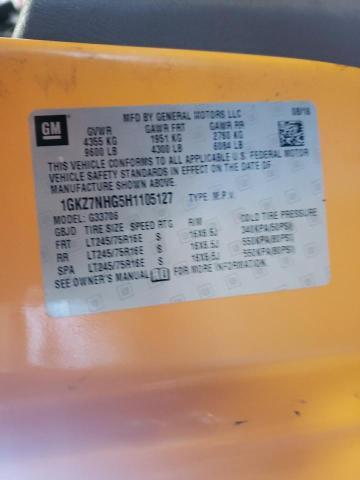 GM
MFD BY GENERAL MOTORS LLC 08/16
GVWR GAWR FRT GAWR RR
4355 KG 1951 KG 2760 KG
9600 LB 4300 LB 6084 LB
THIS VEHICLE CONFORMS TO ALL APPLICABLE U.S. FEDERAL MOTOR
VEHICLE SAFETY STANDARDS IN EFFECT ON THE
DATE OF MANUFACTURE SHOWN ABOVE.
1GKZ7NHG5H1105127 TYPE: M.P.V.
MODEL: G33706
GBJD TIRE SIZE SPEED RTG RIM COLD TIRE PRESSURE
FRT LT245/75R16E S 16X6.5J 340KPA(50PSI)
RR LT245/75R16E S 16X6.5J 550KPA(80PSI)
SPA LT245/75R16E S 16X6.5J 550KPA(80PSI)
SEE OWNER'S MANUAL